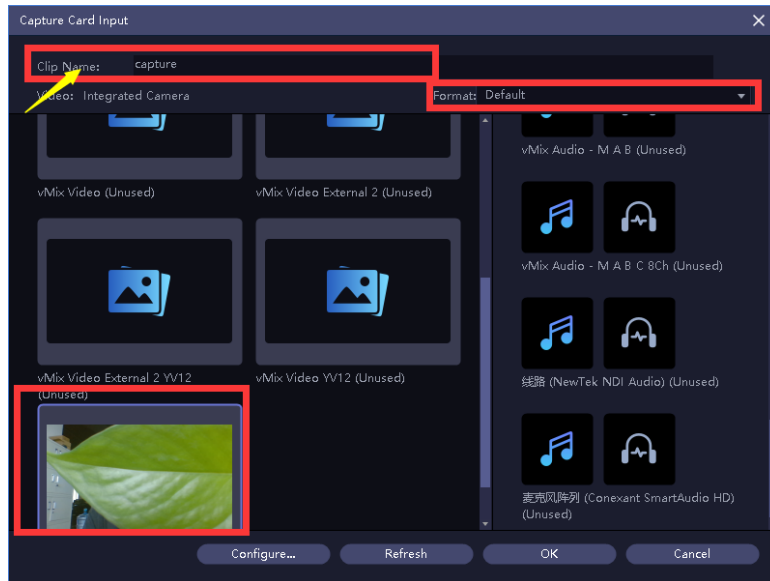 Capture Card Input
Clip Name: capture
Video: Integrated Camera
Format: Default
vMix Video (Unused)
vMix Video External 2 (Unused)
vMix Video External 2 YV12
(Unused)
vMix Video YV12 (Unused)
vMix Audio - M A B (Unused)
vMix Audio - M A B C 8Ch (Unused)
线路 (NewTek NDI Audio) (Unused)
麦克风阵列 (Conexant SmartAudio HD)
(Unused)
Configure...
Refresh
OK
Cancel